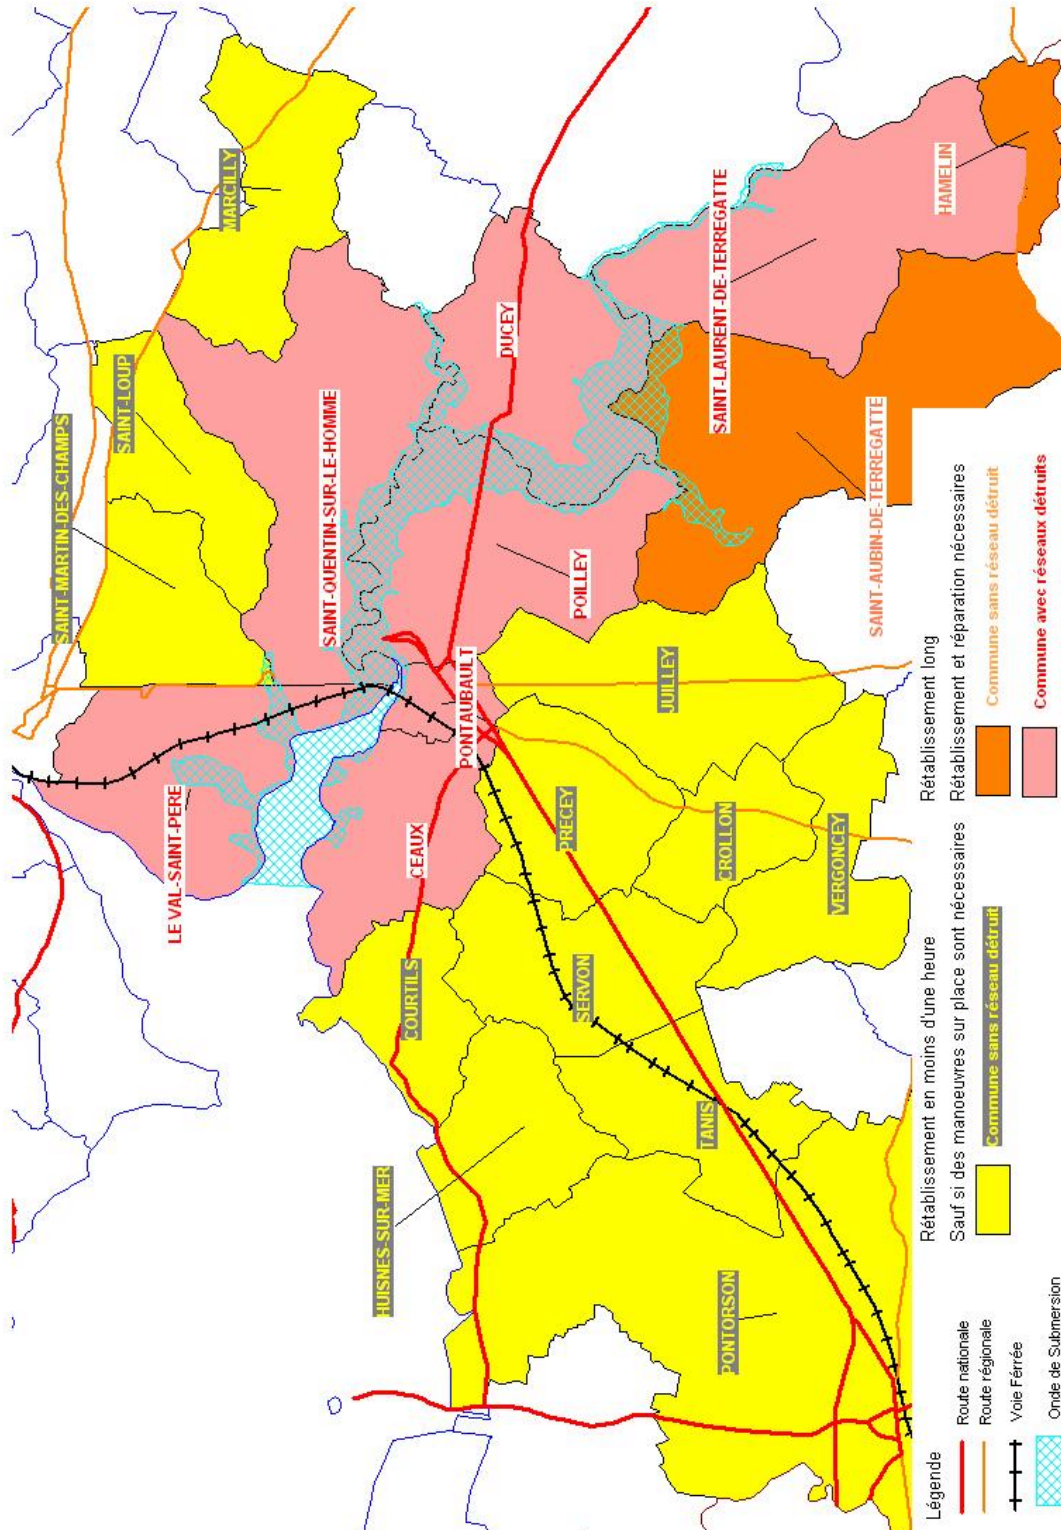 MARCILLY
SAINT-LOUP
SAINT-MARTIN-DES-CHAMPS
SAINT-QUENTIN-SUR-LE-HOMME
DUCEY
SAINT-LAURENT-DE-TERREGATTE
HAMELIN
SAINT-AUBIN-DE-TERREGATTE
POILLEY
PONTAUBAULT
JUILLEY
LE VAL-SAINT-PERE
CEAUX
PRECEY
CROLLON
VERGONCEY
COURTILS
SERVON
TANIS
HUISNES-SUR-MER
PONTORSON
Légende
Route nationale
Route régionale
Voie Férrée
Onde de Submersion
Rétablissement en moins d'une heure
Sauf si des manoeuvres sur place sont nécessaires
Commune sans réseau détruit
Rétablissement long
Rétablissement et réparation nécessaires
Commune sans réseau détruit
Commune avec réseaux détruits